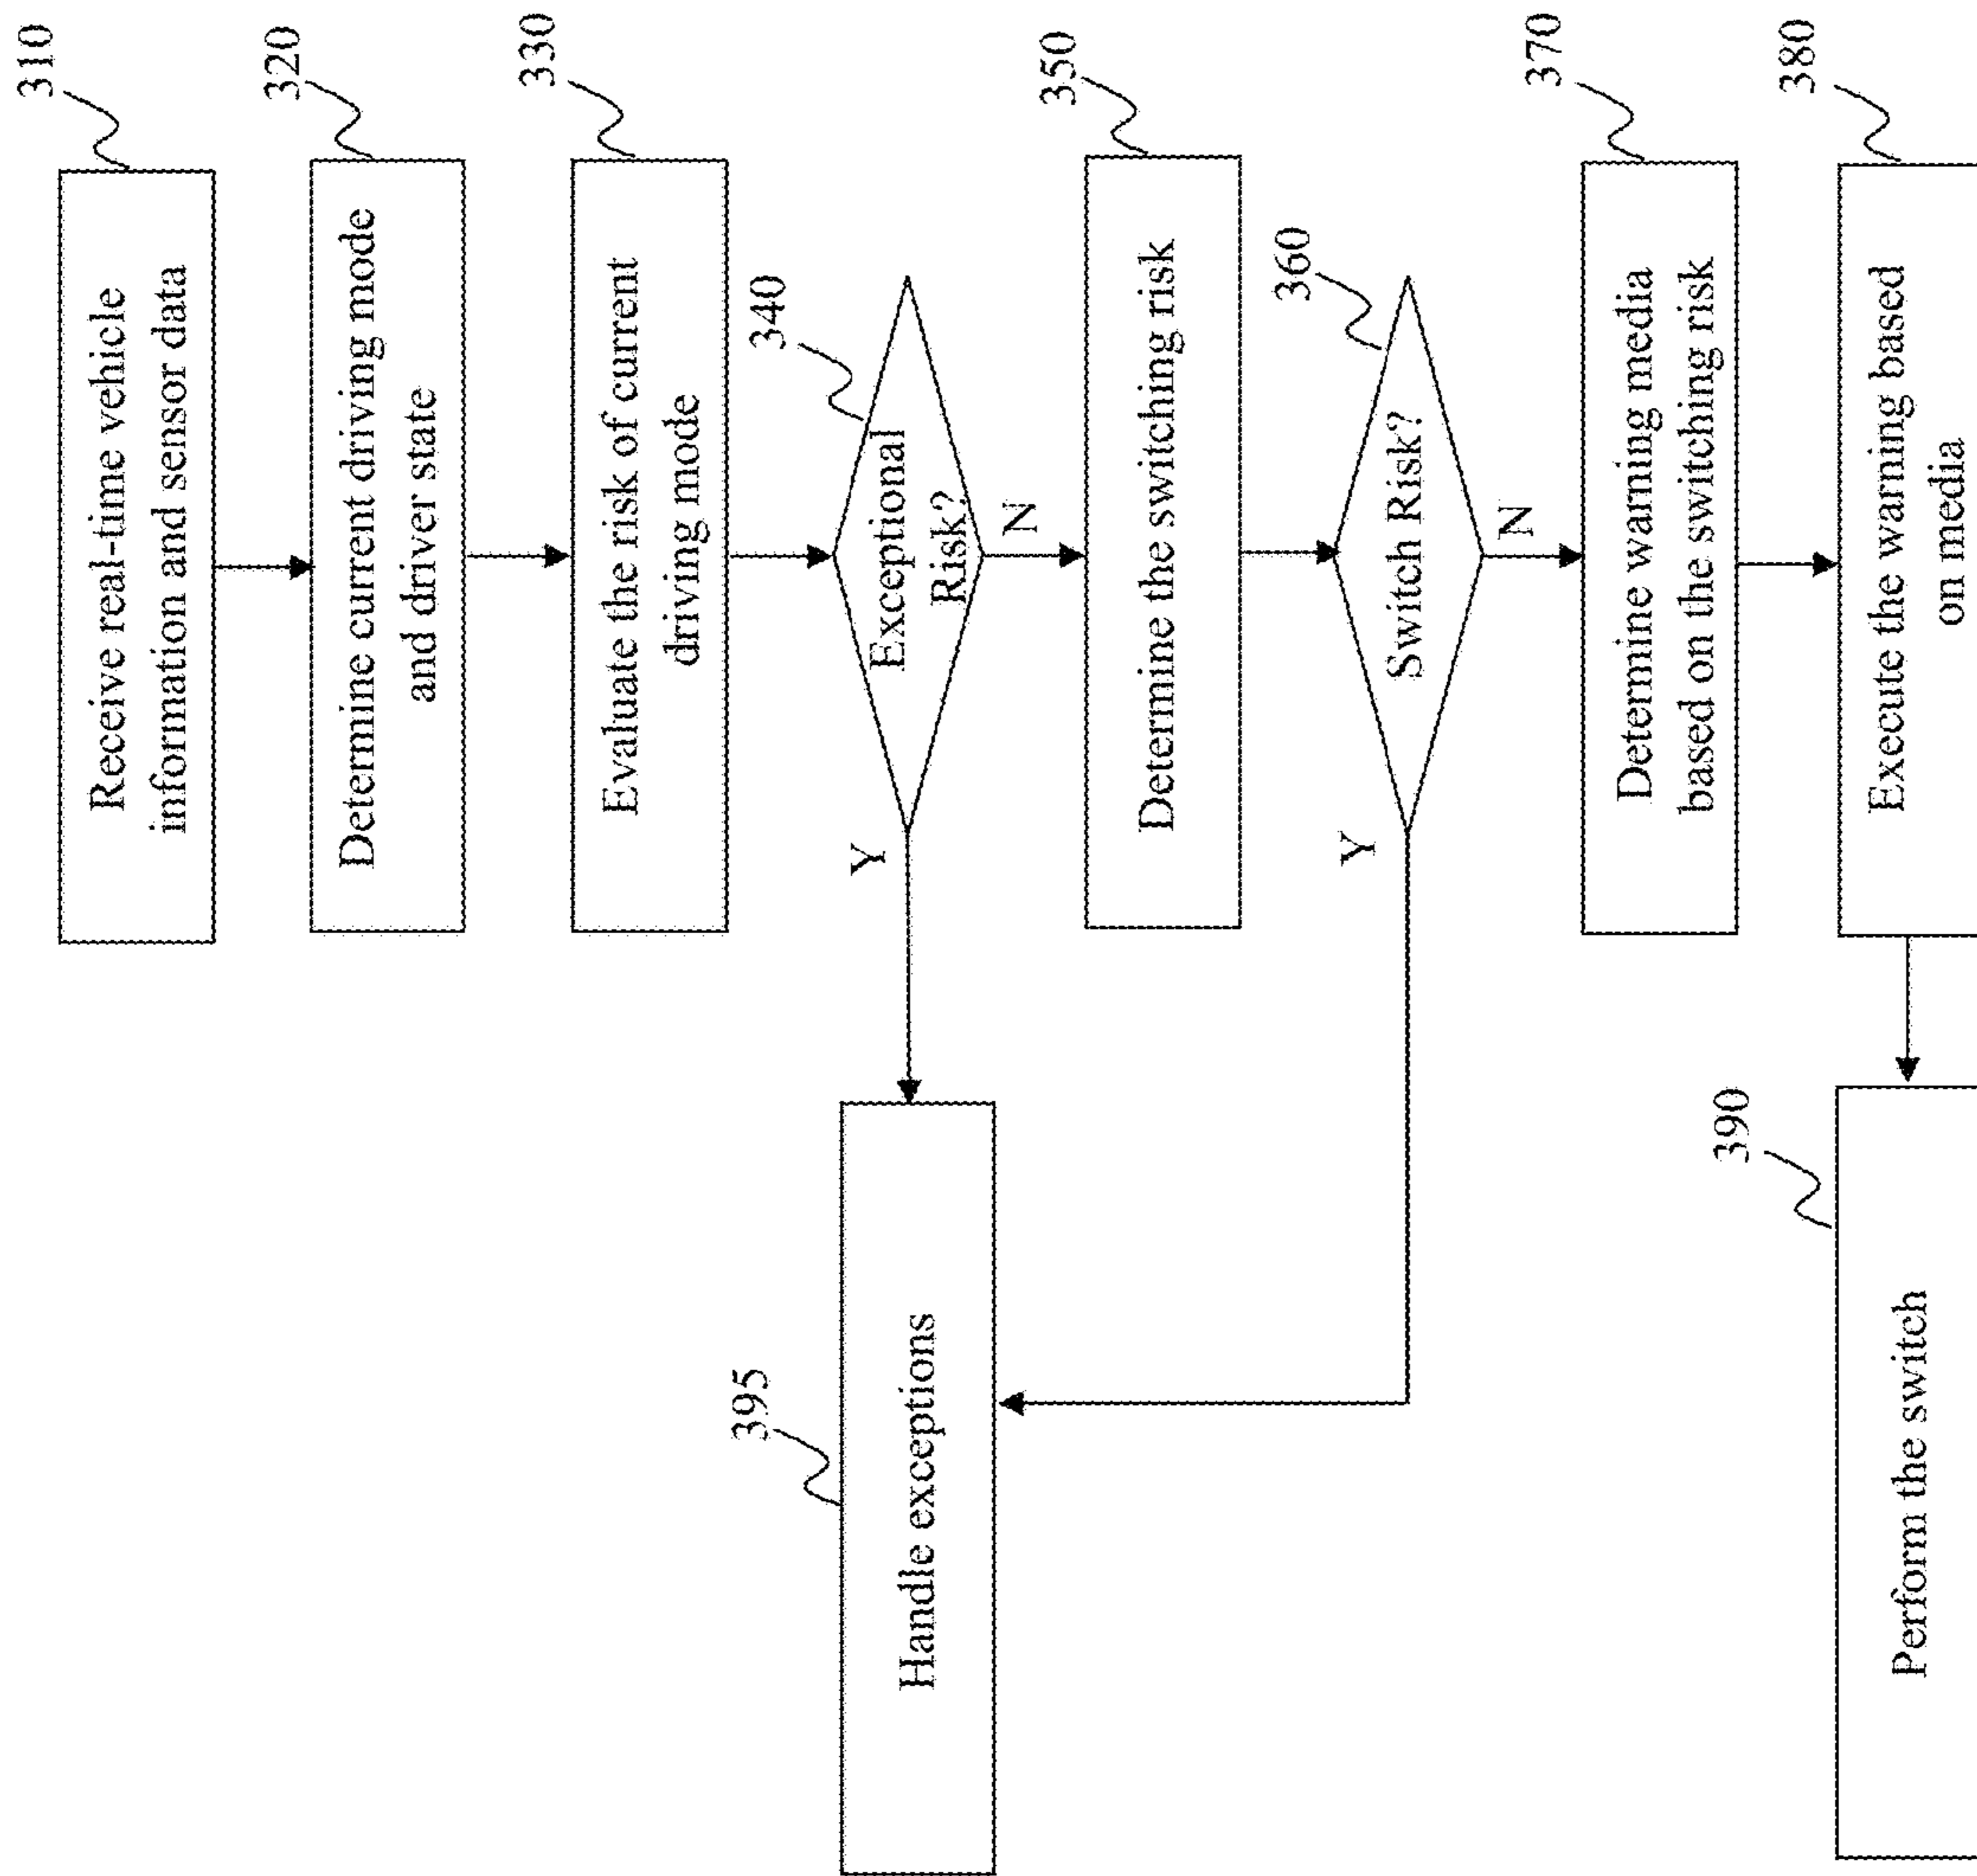 310
Receive real-time vehicle
information and sensor data
320
Determine current driving mode
and driver state
330
Evaluate the risk of current
driving mode
340
Exceptional
Risk?
Y
N
395
Handle exceptions
350
Determine the switching risk
360
Switch Risk?
Y
N
370
Determine warning media
based on the switching risk
380
Execute the warning based
on media
390
Perform the switch